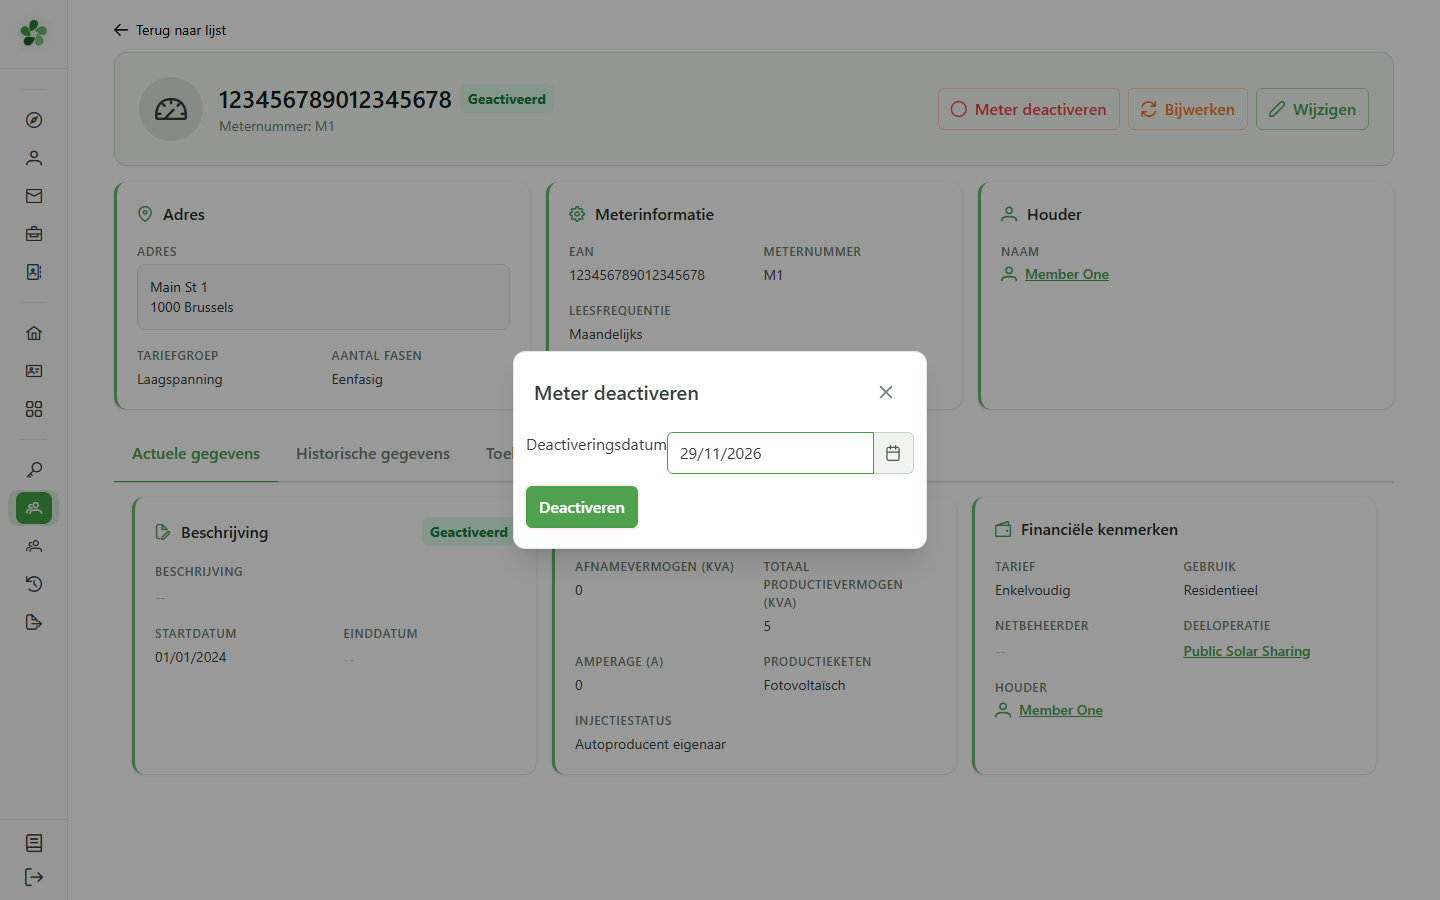 Terug naar lijst
123456789012345678
Geactiveerd
Meternummer: M1
Meter deactiveren
Bijwerken
Wijzigen
Adres
ADRES
Main St 1
1000 Brussels
TARIEFGROEP
Laagspanning
AANTAL FASEN
Eenfasig
Meterinformatie
EAN
123456789012345678
METERNUMMER
M1
LEESFREQUENTIE
Maandelijks
Houder
NAAM
Member One
Meter deactiveren
Deactiveringsdatum
29/11/2026
Deactiveren
Actuele gegevens
Historische gegevens
Beschrijving
Geactiveerd
BESCHRIJVING
--
STARTDATUM
01/01/2024
EINDDATUM
--
AFNAMEVERMOGEN (KVA)
0
TOTAAL
PRODUCTIEVERMOGEN
(KVA)
5
AMPERAGE (A)
0
PRODUCTIEKETEN
Fotovoltaïsch
INJECTIESTATUS
Autoproducent eigenaar
Financiële kenmerken
TARIEF
Enkelvoudig
GEBRUIK
Residentieel
NETBEHEERDER
--
DEELOPERATIE
Public Solar Sharing
HOUDER
Member One